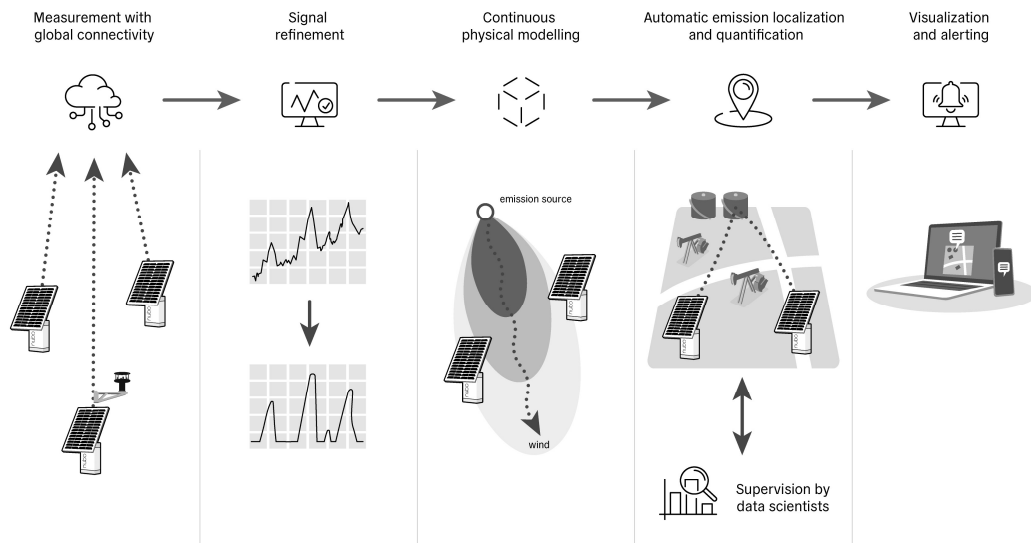 Measurement with
global connectivity
Signal
refinement
Continuous
physical modelling
Automatic emission localization
and quantification
Visualization
and alerting
emission source
wind
Supervision by
data scientists